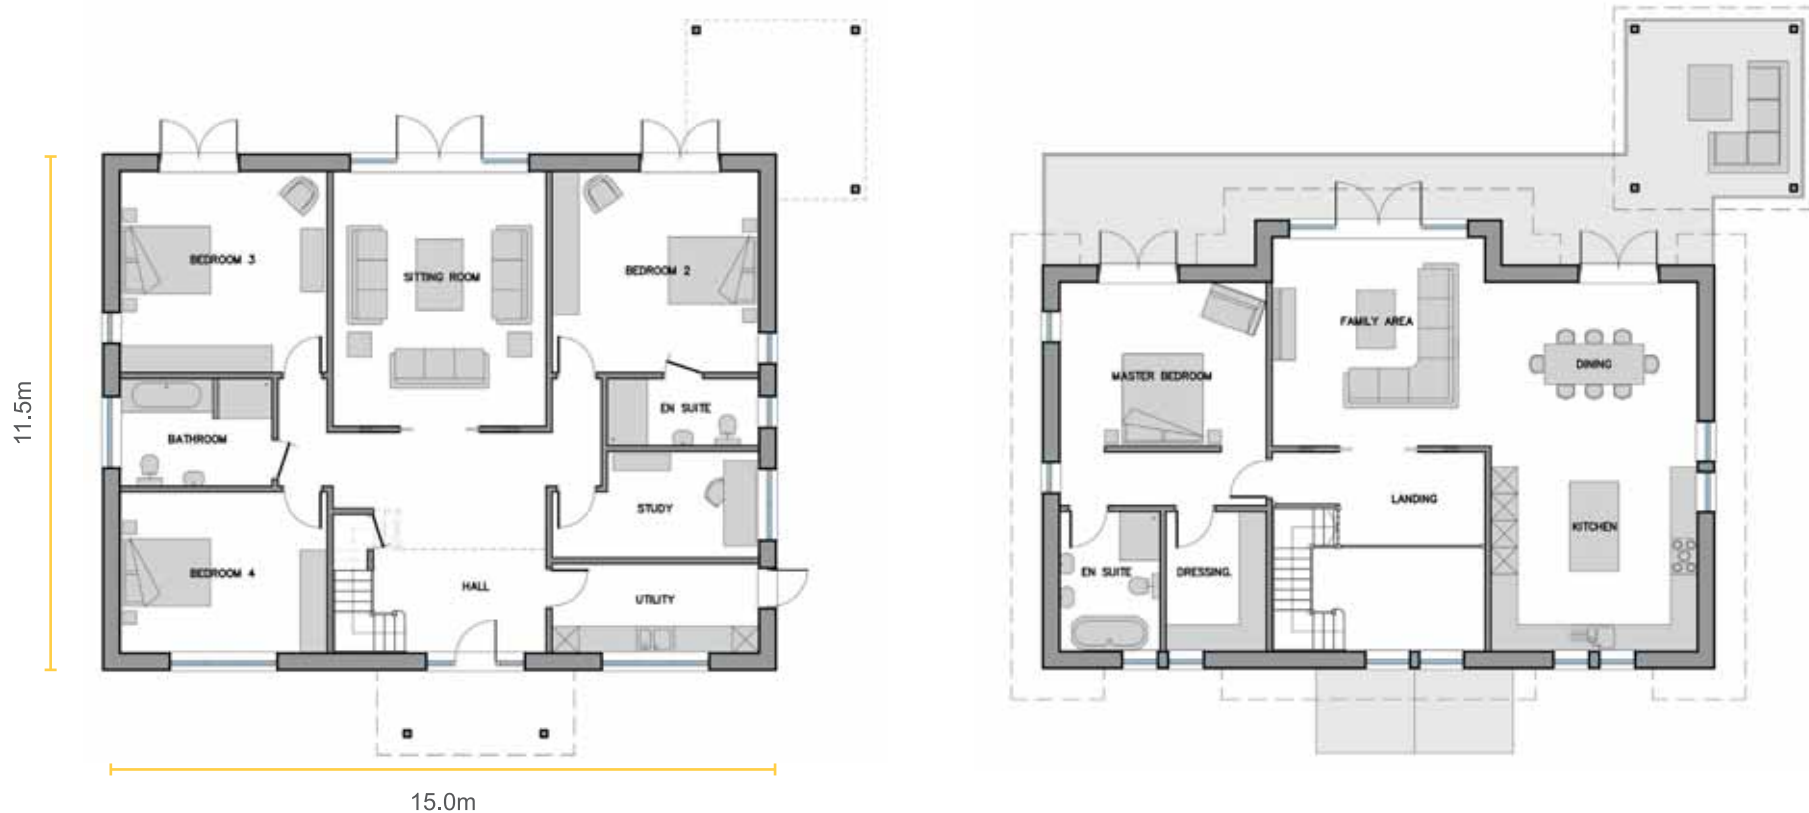 BEDROOM 3
SITTING ROOM
BEDROOM 2
11.5m
BATHROOM
EN SUITE
STUDY
BEDROOM 4
HALL
UTILITY
15.0m
FAMILY AREA
MASTER BEDROOM
DINING
LANDING
KITCHEN
EN SUITE
DRESSING.